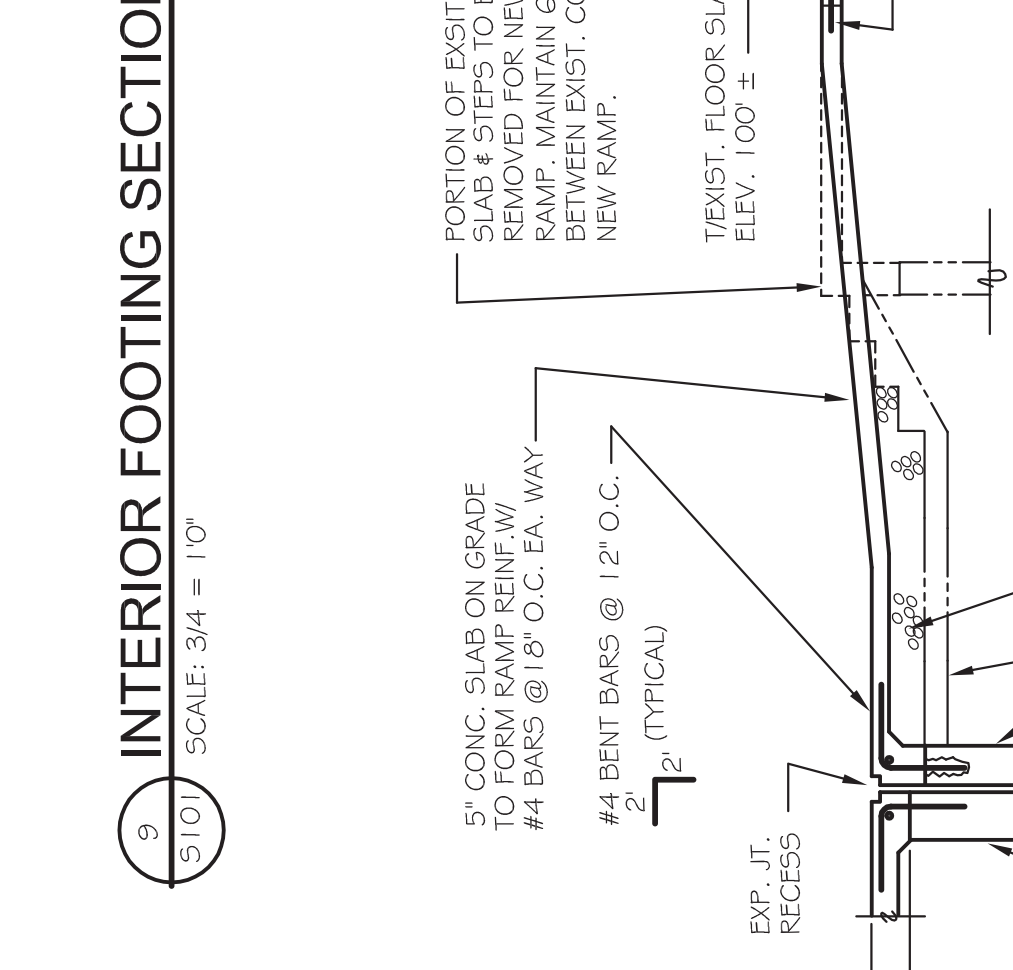 INTERIOR FOOTING SECTIO
SCALE: 3/4 = 1'0"
9
S101
PORTION OF EXSIT
SLAB & STEPS TO
REMOVED FOR NEW
RAMP. MAINTAIN 6
BETWEEN EXIST. CO
NEW RAMP.
T/EXIST. FLOOR SLA
ELEV. 100' ±
5" CONC. SLAB ON GRADE
TO FORM RAMP REINF.W/
#4 BARS @ 18" O.C. EA. WAY
#4 BENT BARS @ 12" O.C.
2'
2' (TYPICAL)
EXP. JT.
RECESS